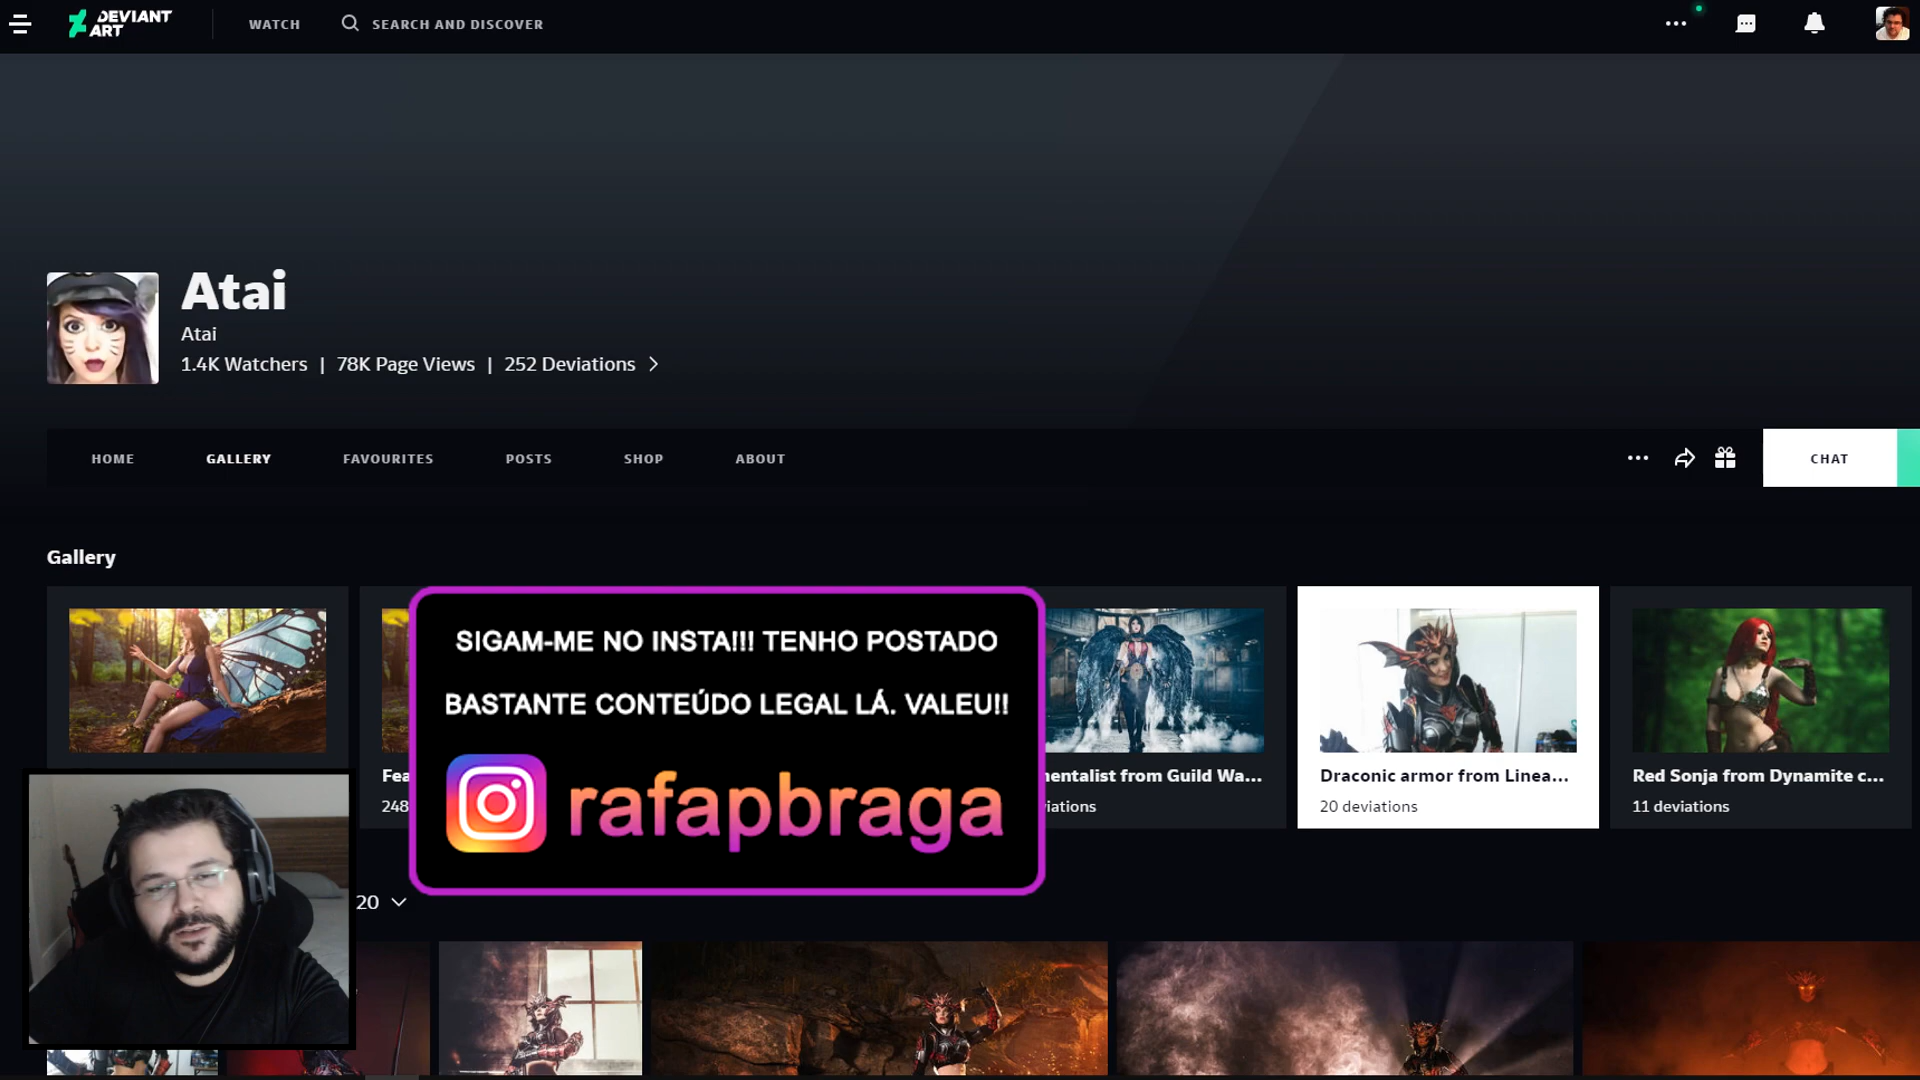 DEVIANT ART
WATCH
SEARCH AND DISCOVER
Atai
Atai
1.4K Watchers | 78K Page Views | 252 Deviations
HOME
GALLERY
FAVOURITES
POSTS
SHOP
ABOUT
CHAT
Gallery
SIGAM-ME NO INSTA!!! TENHO POSTADO
BASTANTE CONTEÚDO LEGAL LÁ. VALEU!!
rafapbraga
Fea
248
mentalist from Guild Wa...
iations
Draconic armor from Linea...
20 deviations
Red Sonja from Dynamite c...
11 deviations
20